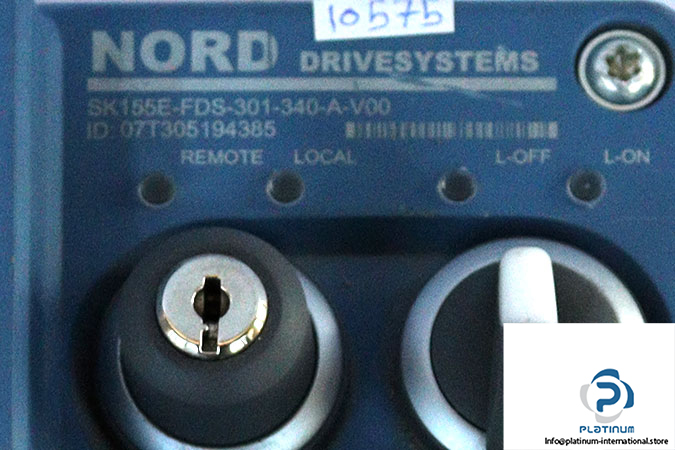 10575
NORD DRIVESYSTEMS
SK155E-FDS-301-340-A-V00
ID: 07T305194385
REMOTE LOCAL L-OFF L-ON
PLATINUM
Info@platinum-international.store